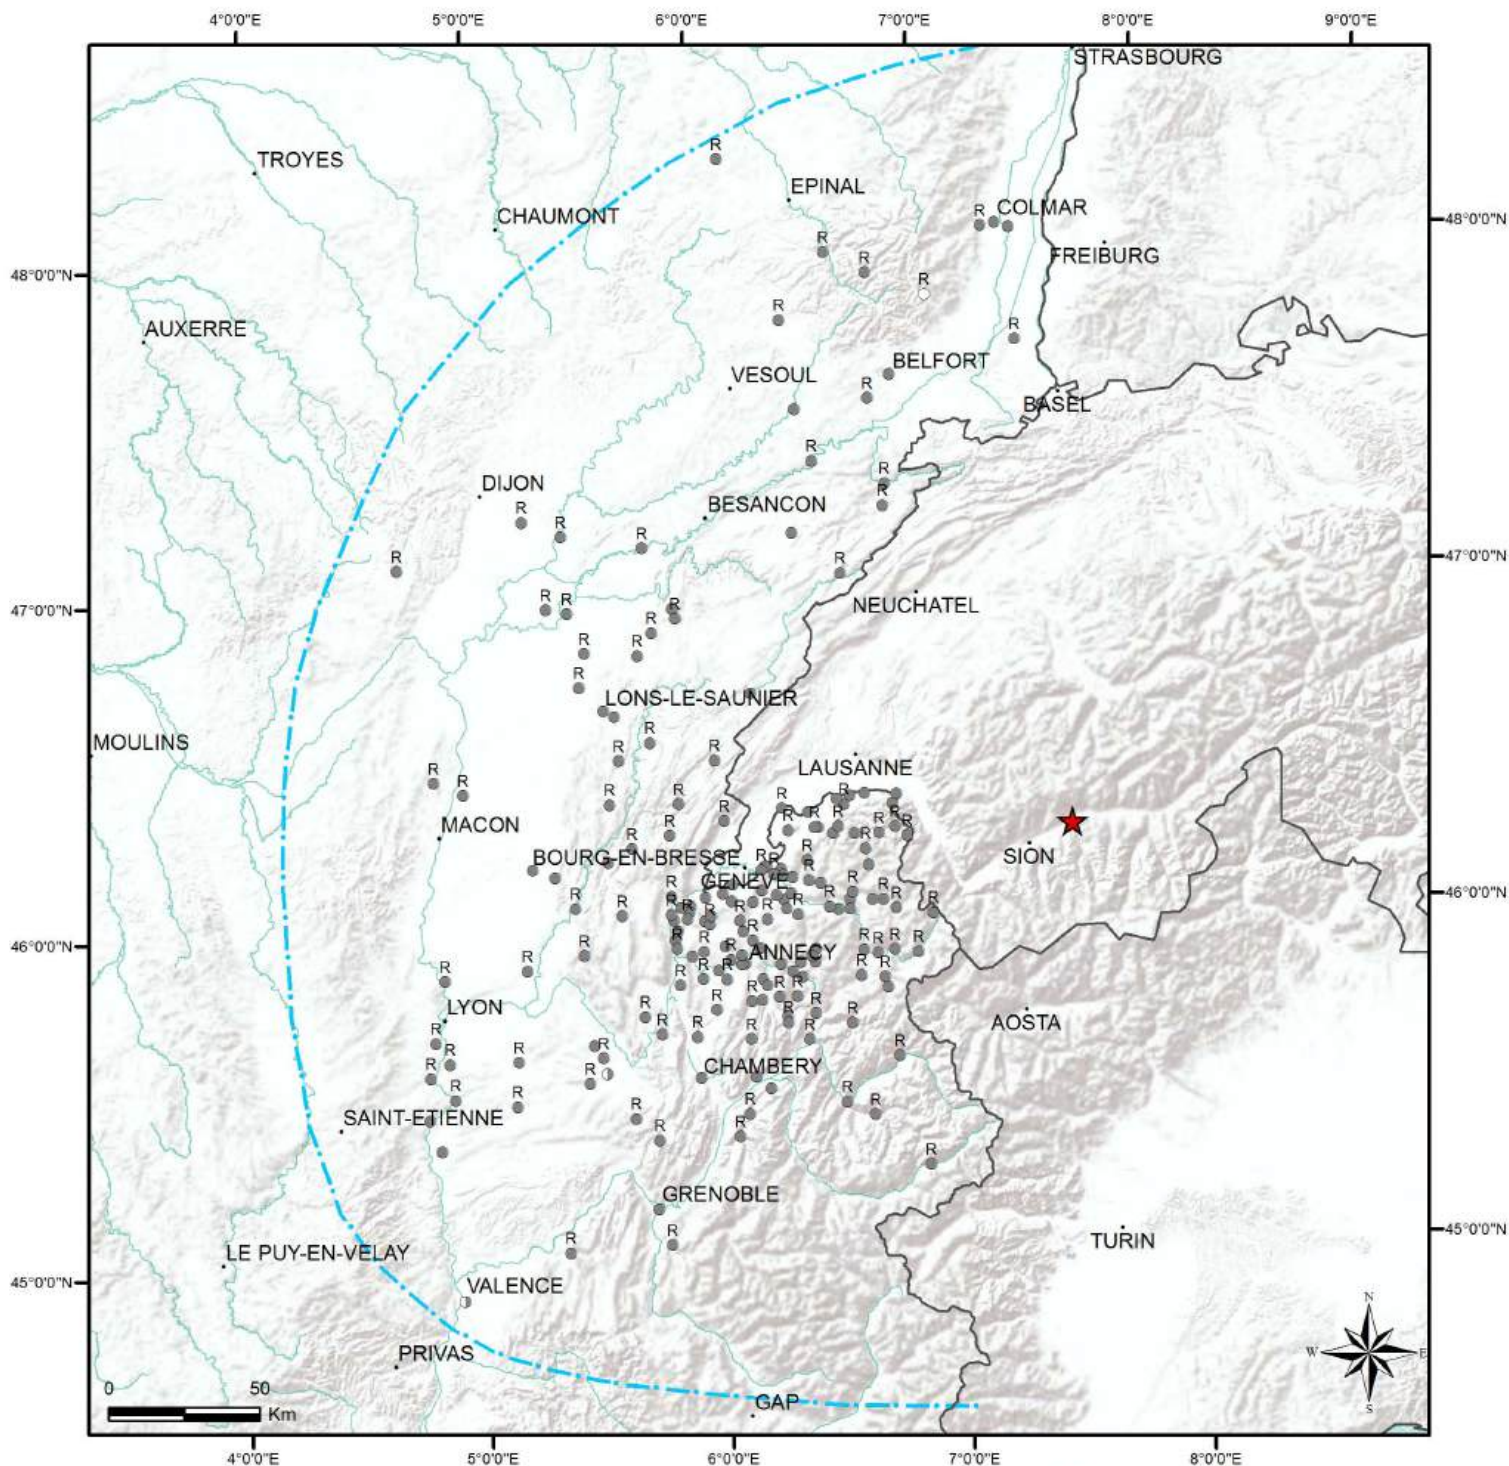 4°0'0"E 5°0'0"E 6°0'0"E 7°0'0"E 8°0'0"E 9°0'0"E
STRASBOURG
R
TROYES
EPINAL
R
COLMAR
CHAUMONT
48°0'0"N
R
FREIBURG
R
48°0'0"N
R
R
AUXERRE
R
BELFORT
VESOUL
R
BASEL
R
R
DIJON
R
BESANCON
R
R
R
R
R
47°0'0"N
NEUCHATEL
R
R
R
47°0'0"N
R
R
R
R
LONS-LE-SAUNIER
R
MOULINS
R
R
R
LAUSANNE
R
R
R
R
R
R
MACON
R
R
R
SION
BOURG-EN-BRESSE
GENEVE
46°0'0"N
R
R
46°0'0"N
ANNECY
R
R
LYON
AOSTA
R
R
R
R
CHAMBERY
R
R
R
R
SAINT-ETIENNE
R
R
R
R
GRENOBLE
45°0'0"N
R
TURIN
R
LE PUY-EN-VELAY
45°0'0"N
VALENCE
N
W E
S
PRIVAS
0 50
Km
GAP
4°0'0"E 5°0'0"E 6°0'0"E 7°0'0"E 8°0'0"E